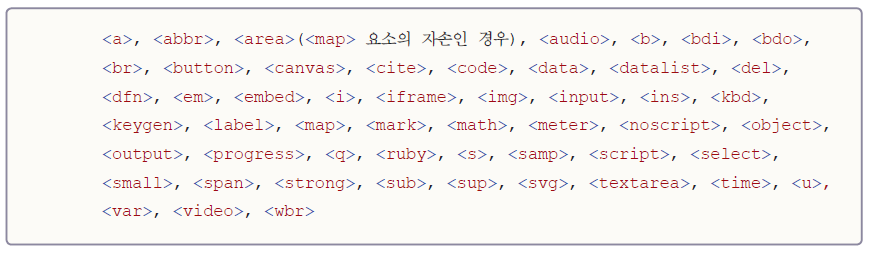 <a>, <abbr>, <area>(<map> 요소의 자손인 경우), <audio>, <b>, <bdi>, <bdo>,
<br>, <button>, <canvas>, <cite>, <code>, <data>, <datalist>, <del>,
<dfn>, <em>, <embed>, <i>, <iframe>, <img>, <input>, <ins>, <kbd>,
<keygen>, <label>, <map>, <mark>, <math>, <meter>, <noscript>, <object>,
<output>, <progress>, <q>, <ruby>, <s>, <samp>, <script>, <select>,
<small>, <span>, <strong>, <sub>, <sup>, <svg>, <textarea>, <time>, <u>,
<var>, <video>, <wbr>